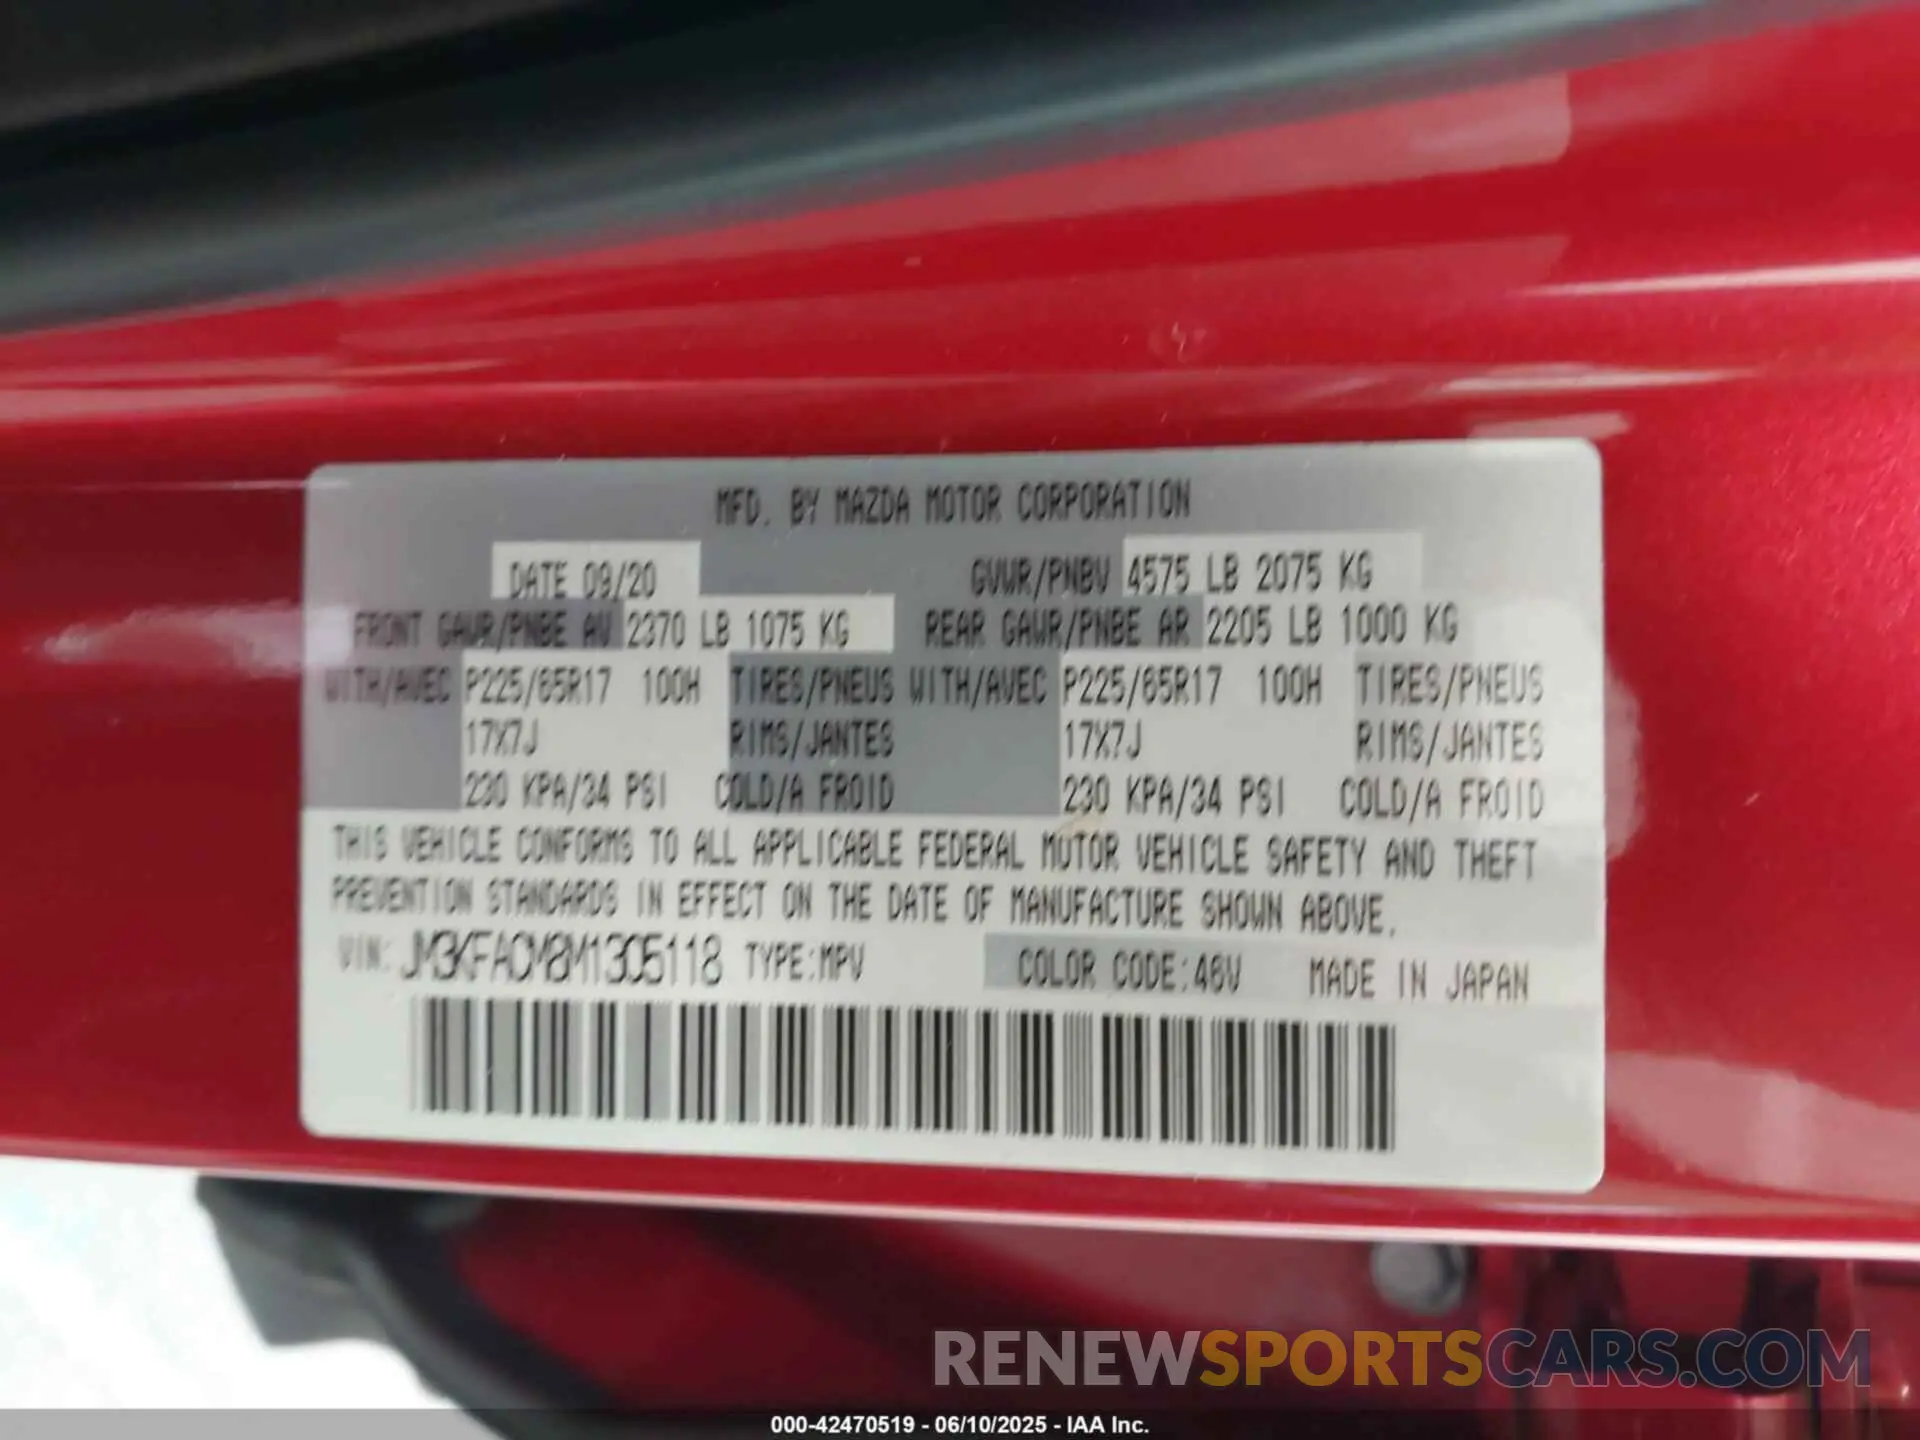 MFD. BY MAZDA MOTOR CORPORATION
DATE 09/20 GVWR/PNBV 4575 LB 2075 KG
FRONT GAWR/PNBE AV 2370 LB 1075 KG REAR GAWR/PNBE AR 2205 LB 1000 KG
WITH/AVEC P225/65R17 100H TIRES/PNEUS WITH/AVEC P225/65R17 100H TIRES/PNEUS
17X7J RIMS/JANTES 17X7J RIMS/JANTES
230 KPA/34 PSI COLD/A FROID 230 KPA/34 PSI COLD/A FROID
THIS VEHICLE CONFORMS TO ALL APPLICABLE FEDERAL MOTOR VEHICLE SAFETY AND THEFT
PREVENTION STANDARDS IN EFFECT ON THE DATE OF MANUFACTURE SHOWN ABOVE.
VIN: JM3KFACM8M1305118 TYPE:MPV COLOR CODE:46V MADE IN JAPAN
RENEWSPORTSCARS.COM
000-42470519 - 06/10/2025 - IAA Inc.